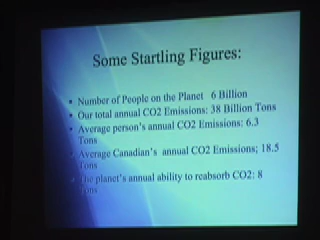 Some Startling Figures:
• Number of People on the Planet 6 Billion
• Our total annual CO2 Emissions: 38 Billion Tons
• Average person's annual CO2 Emissions: 6.3
Tons
• Average Canadian's annual CO2 Emissions; 18.5
Tons
• The planet's annual ability to reabsorb CO2: 8
Tons